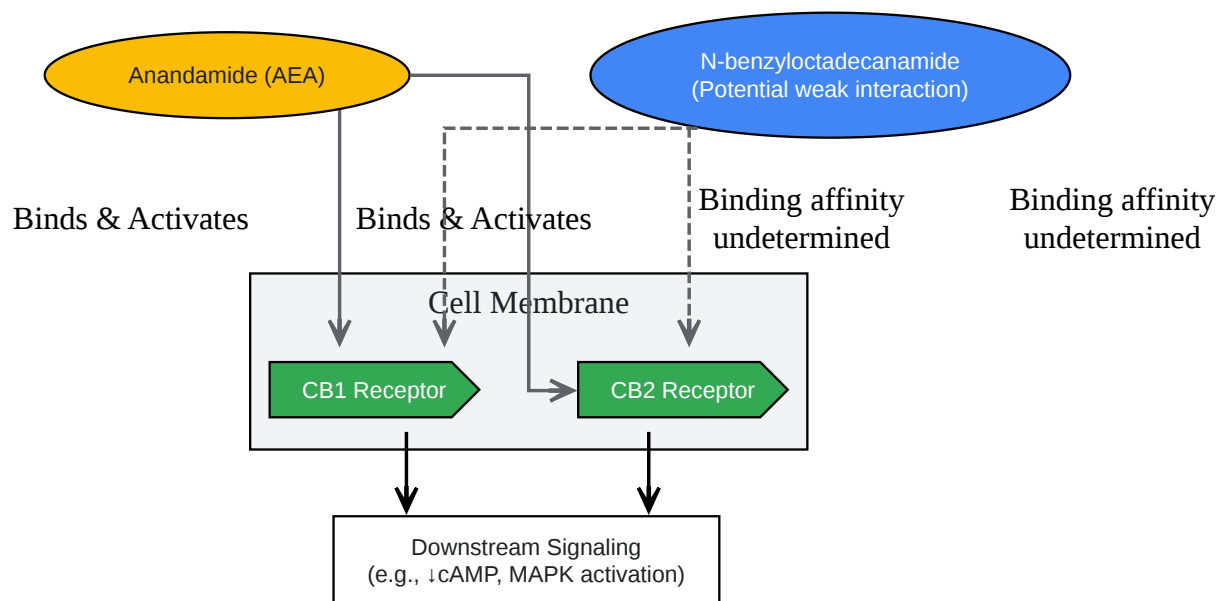 Anandamide (AEA)
N-benzyloctadecanamide
(Potential weak interaction)
Binds & Activates
Binds & Activates
Binding affinity
undetermined
Binding affinity
undetermined
Cell Membrane
CB1 Receptor
CB2 Receptor
Downstream Signaling
(e.g., ↓cAMP, MAPK activation)